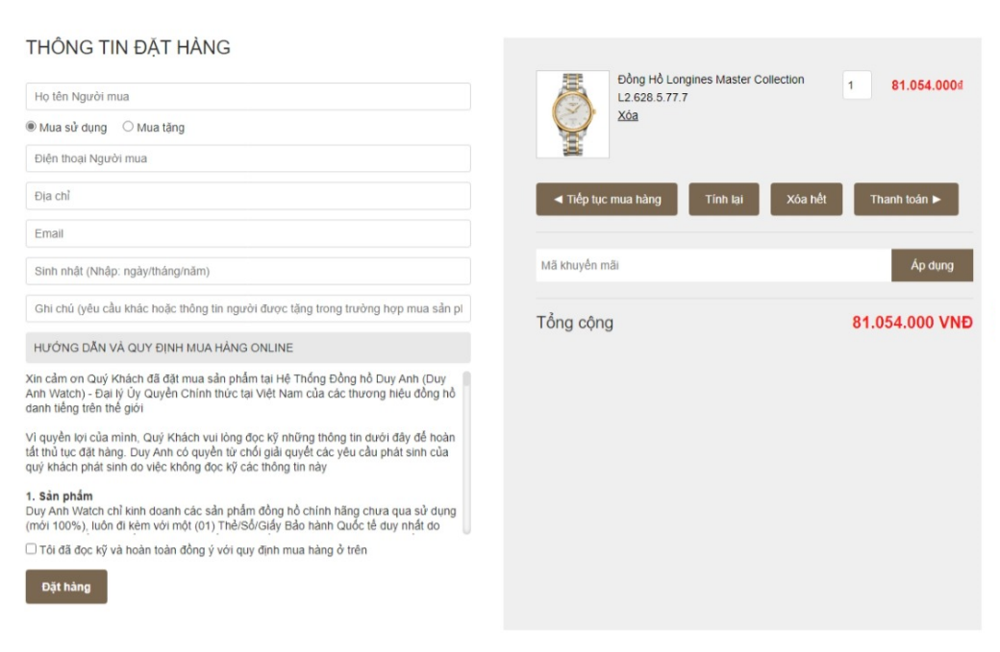 THÔNG TIN ĐẶT HÀNG
Họ tên Người mua
Mua sử dụng Mua tặng
Điện thoại Người mua
Địa chỉ
Email
Sinh nhật (Nhập: ngày/tháng/năm)
Ghi chú (yêu cầu khác hoặc thông tin người được tặng trong trường hợp mua sản pl
HƯỚNG DẪN VÀ QUY ĐỊNH MUA HÀNG ONLINE
Xin cảm ơn Quý Khách đã đặt mua sản phẩm tại Hệ Thống Đồng hồ Duy Anh (Duy
Anh Watch) - Đại lý Ủy Quyền Chính thức tại Việt Nam của các thương hiệu đồng hồ
danh tiếng trên thế giới
Vì quyền lợi của mình, Quý Khách vui lòng đọc kỹ những thông tin dưới đây để hoàn
tất thủ tục đặt hàng. Duy Anh có quyền từ chối giải quyết các yêu cầu phát sinh của
quý khách phát sinh do việc không đọc kỹ các thông tin này
1. Sản phẩm
Duy Anh Watch chỉ kinh doanh các sản phẩm đồng hồ chính hãng chưa qua sử dụng
(mới 100%), luôn đi kèm với một (01) Thẻ/Sổ/Giấy Bảo hành Quốc tế duy nhất do
Tôi đã đọc kỹ và hoàn toàn đồng ý với quy định mua hàng ở trên
Đặt hàng
Đồng Hồ Longines Master Collection
L2.628.5.77.7
Xóa
1
81.054.000₫
◄ Tiếp tục mua hàng
Tính lại
Xóa hết
Thanh toán ►
Mã khuyến mãi
Áp dụng
Tổng cộng
81.054.000 VNĐ